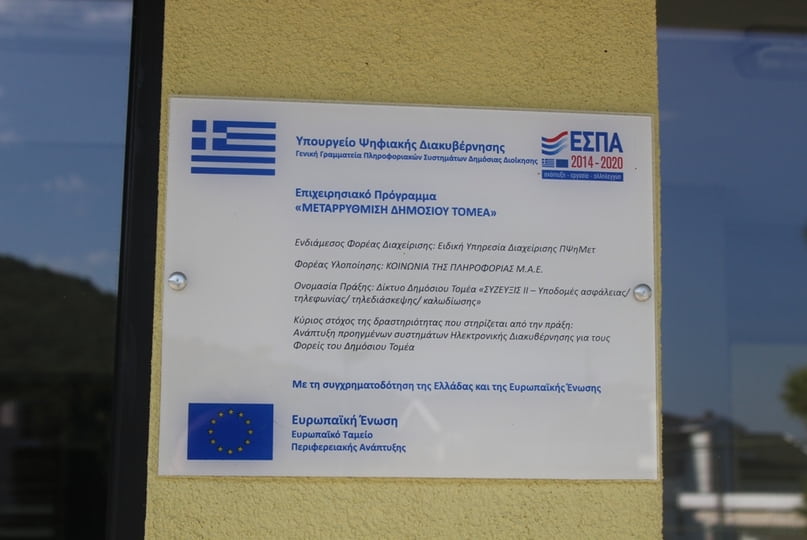 Υπουργείο Ψηφιακής Διακυβέρνησης
Γενική Γραμματεία Πληροφοριακών Συστημάτων Δημόσιας Διοίκησης
ΕΣΠΑ
2014-2020
ανάπτυξη - εργασία - αλληλεγγύη
Επιχειρησιακό Πρόγραμμα
«ΜΕΤΑΡΡΥΘΜΙΣΗ ΔΗΜΟΣΙΟΥ ΤΟΜΕΑ»
Ενδιάμεσος Φορέας Διαχείρισης: Ειδική Υπηρεσία Διαχείρισης ΠΨηΜετ
Φορέας Υλοποίησης: ΚΟΙΝΩΝΙΑ ΤΗΣ ΠΛΗΡΟΦΟΡΙΑΣ Μ.Α.Ε.
Ονομασία Πράξης: Δίκτυο Δημόσιου Τομέα «ΣΥΖΕΥΞΙΣ ΙΙ – Υποδομές ασφάλειας/
τηλεφωνίας/ τηλεδιάσκεψης/ καλωδίωσης»
Κύριος στόχος της δραστηριότητας που στηρίζεται από την πράξη:
Ανάπτυξη προηγμένων συστημάτων Ηλεκτρονικής Διακυβέρνησης για τους
Φορείς του Δημόσιου Τομέα
Με τη συγχρηματοδότηση της Ελλάδας και της Ευρωπαϊκής Ένωσης
Ευρωπαϊκή Ένωση
Ευρωπαϊκό Ταμείο
Περιφερειακής Ανάπτυξης